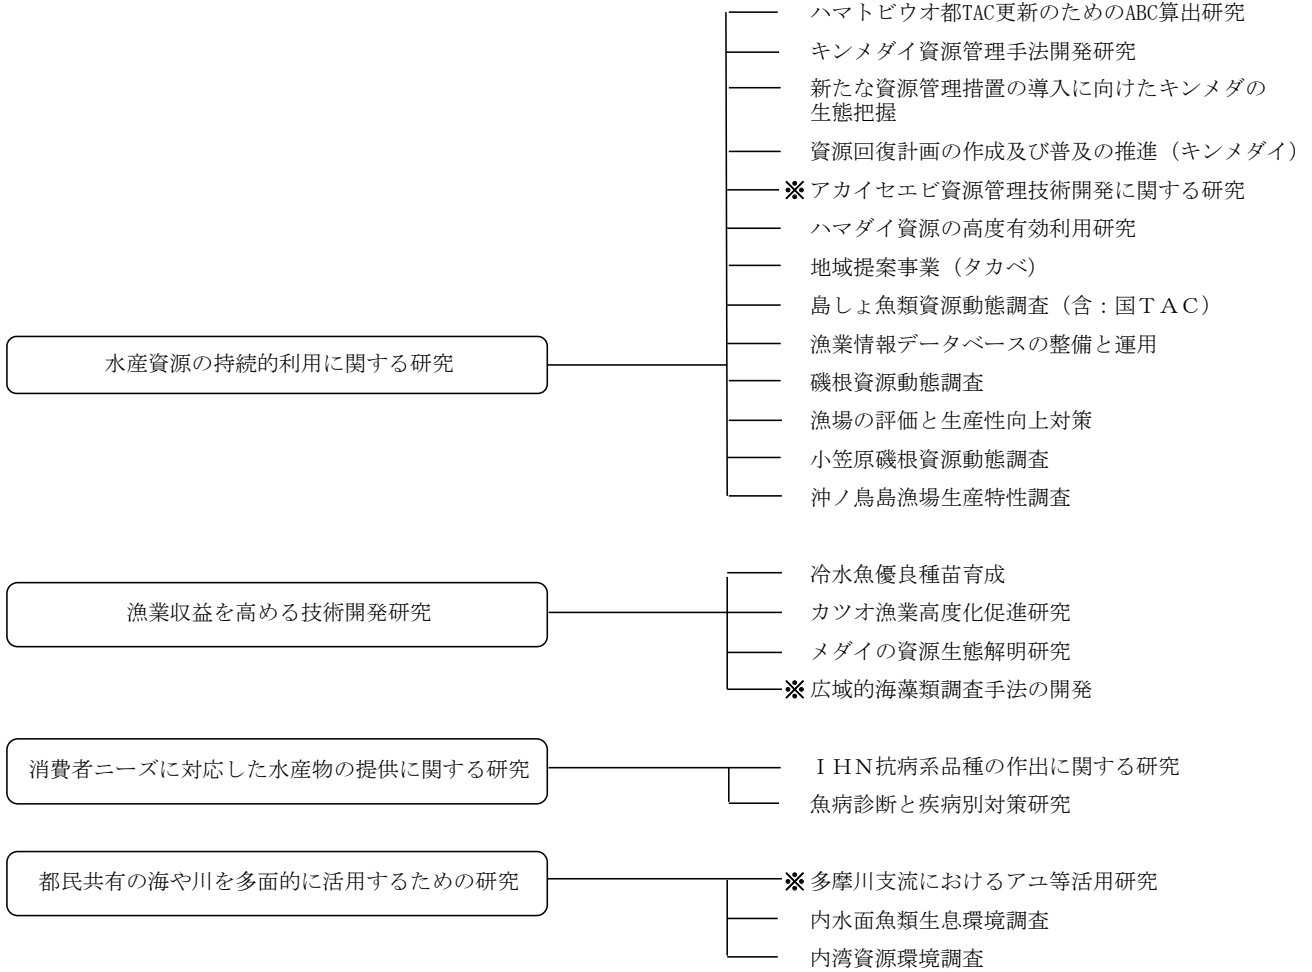 ハマトビウオ都TAC更新のためのABC算出研究
キンメダイ資源管理手法開発研究
新たな資源管理措置の導入に向けたキンメダの
生態把握
資源回復計画の作成及び普及の推進（キンメダイ）
※アカイセエビ資源管理技術開発に関する研究
ハマダイ資源の高度有効利用研究
地域提案事業（タカベ）
島しょ魚類資源動態調査（含：国ＴＡＣ）
水産資源の持続的利用に関する研究
漁業情報データベースの整備と運用
磯根資源動態調査
漁場の評価と生産性向上対策
小笠原磯根資源動態調査
沖ノ鳥島漁場生産特性調査
漁業収益を高める技術開発研究
冷水魚優良種苗育成
カツオ漁業高度化促進研究
メダイの資源生態解明研究
※広域的海藻類調査手法の開発
消費者ニーズに対応した水産物の提供に関する研究
ＩＨＮ抗病系品種の作出に関する研究
魚病診断と疾病別対策研究
都民共有の海や川を多面的に活用するための研究
※多摩川支流におけるアユ等活用研究
内水面魚類生息環境調査
内湾資源環境調査